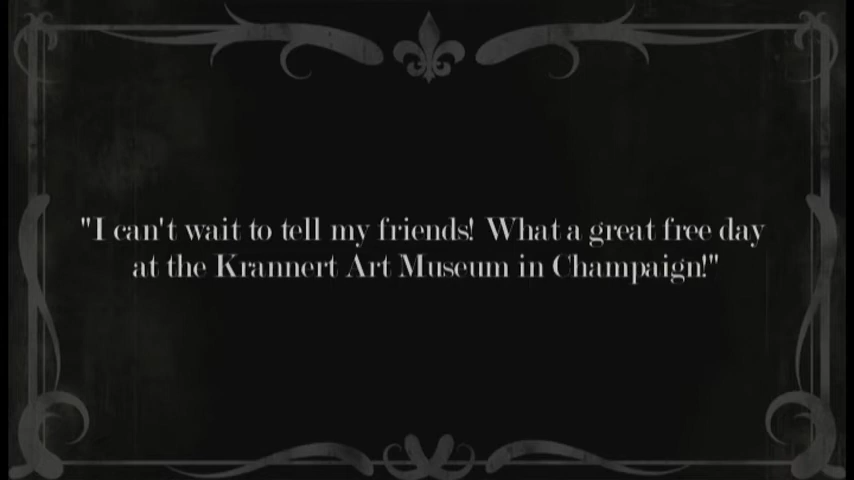 "I can't wait to tell my friends! What a great free day
at the Krannert Art Museum in Champaign!"